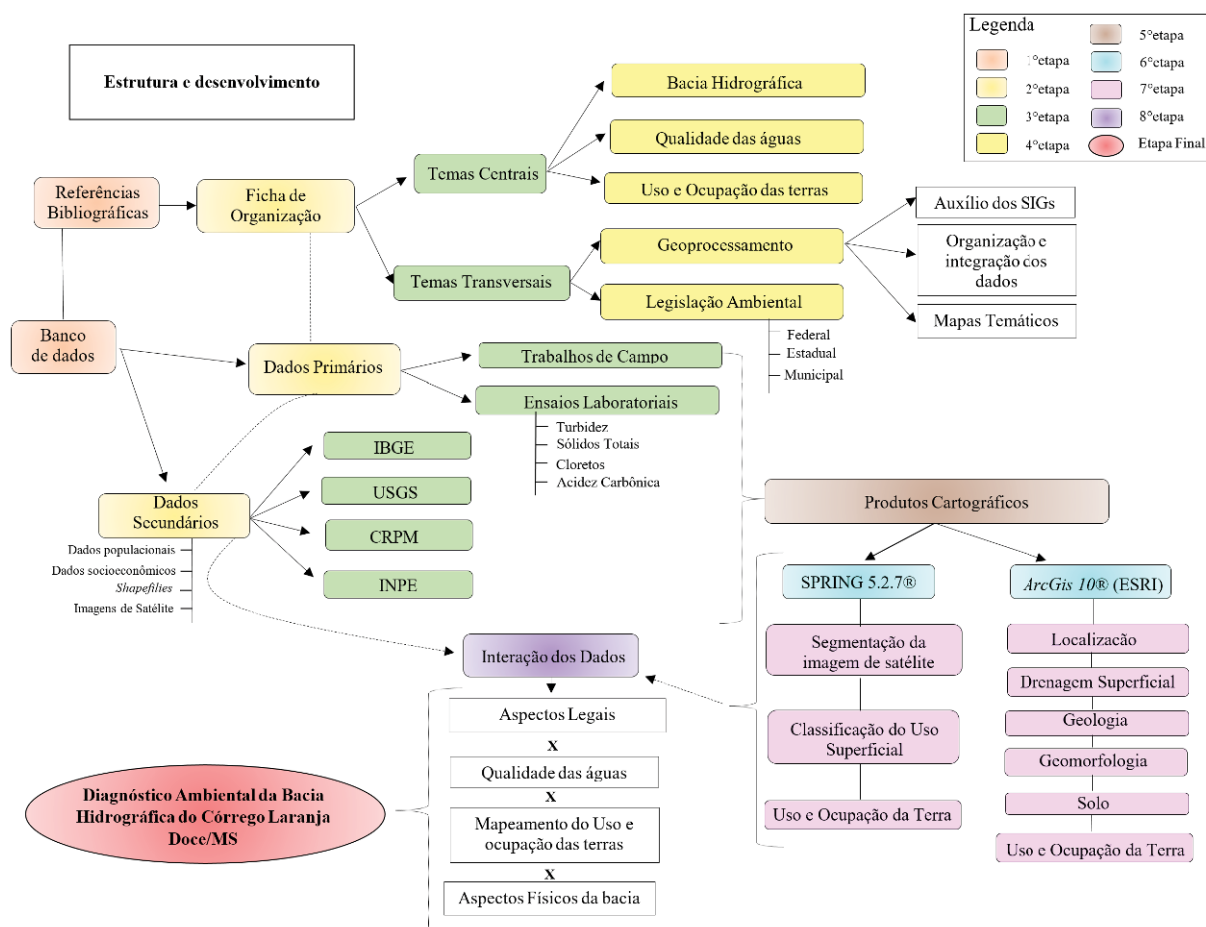 Estrutura e desenvolvimento
Legenda
1°etapa
2°etapa
3°etapa
4°etapa
5°etapa
6°etapa
7°etapa
8°etapa
Etapa Final
Referências
Bibliográficas
Ficha de
Organização
Temas Centrais
Bacia Hidrográfica
Qualidade das águas
Uso e Ocupação das terras
Temas Transversais
Geoprocessamento
Legislação Ambiental
Federal
Estadual
Municipal
Auxílio dos SIGs
Organização e
integração dos
dados
Mapas Temáticos
Banco
de dados
Dados Primários
Trabalhos de Campo
Ensaios Laboratoriais
Turbidez
Sólidos Totais
Cloretos
Acidez Carbônica
Dados
Secundários
Dados populacionais
Dados socioeconômicos
Shapefilies
Imagens de Satélite
IBGE
USGS
CRPM
INPE
Produtos Cartográficos
SPRING 5.2.7®
Segmentação da
imagem de satélite
Classificação do Uso
Superficial
Uso e Ocupação da Terra
ArcGis 10® (ESRI)
Localizacão
Drenagem Superficial
Geologia
Geomorfologia
Solo
Uso e Ocupação da Terra
Interação dos Dados
Aspectos Legais
X
Qualidade das águas
X
Mapeamento do Uso e
ocupação das terras
X
Aspectos Físicos da bacia
Diagnóstico Ambiental da Bacia
Hidrográfica do Córrego Laranja
Doce/MS